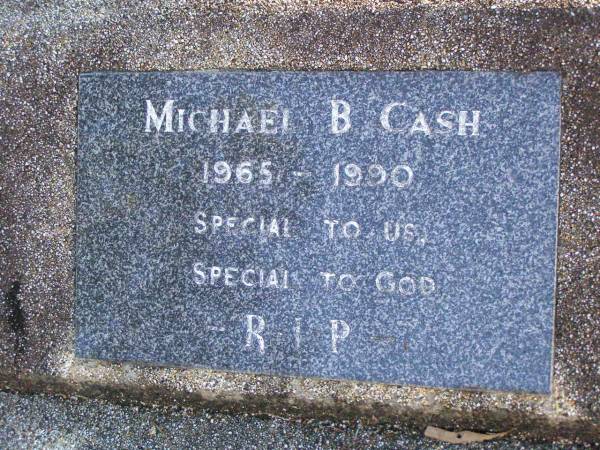 Michael B Cash
1965 - 1990
Special to us,
Special to God
- R I P -